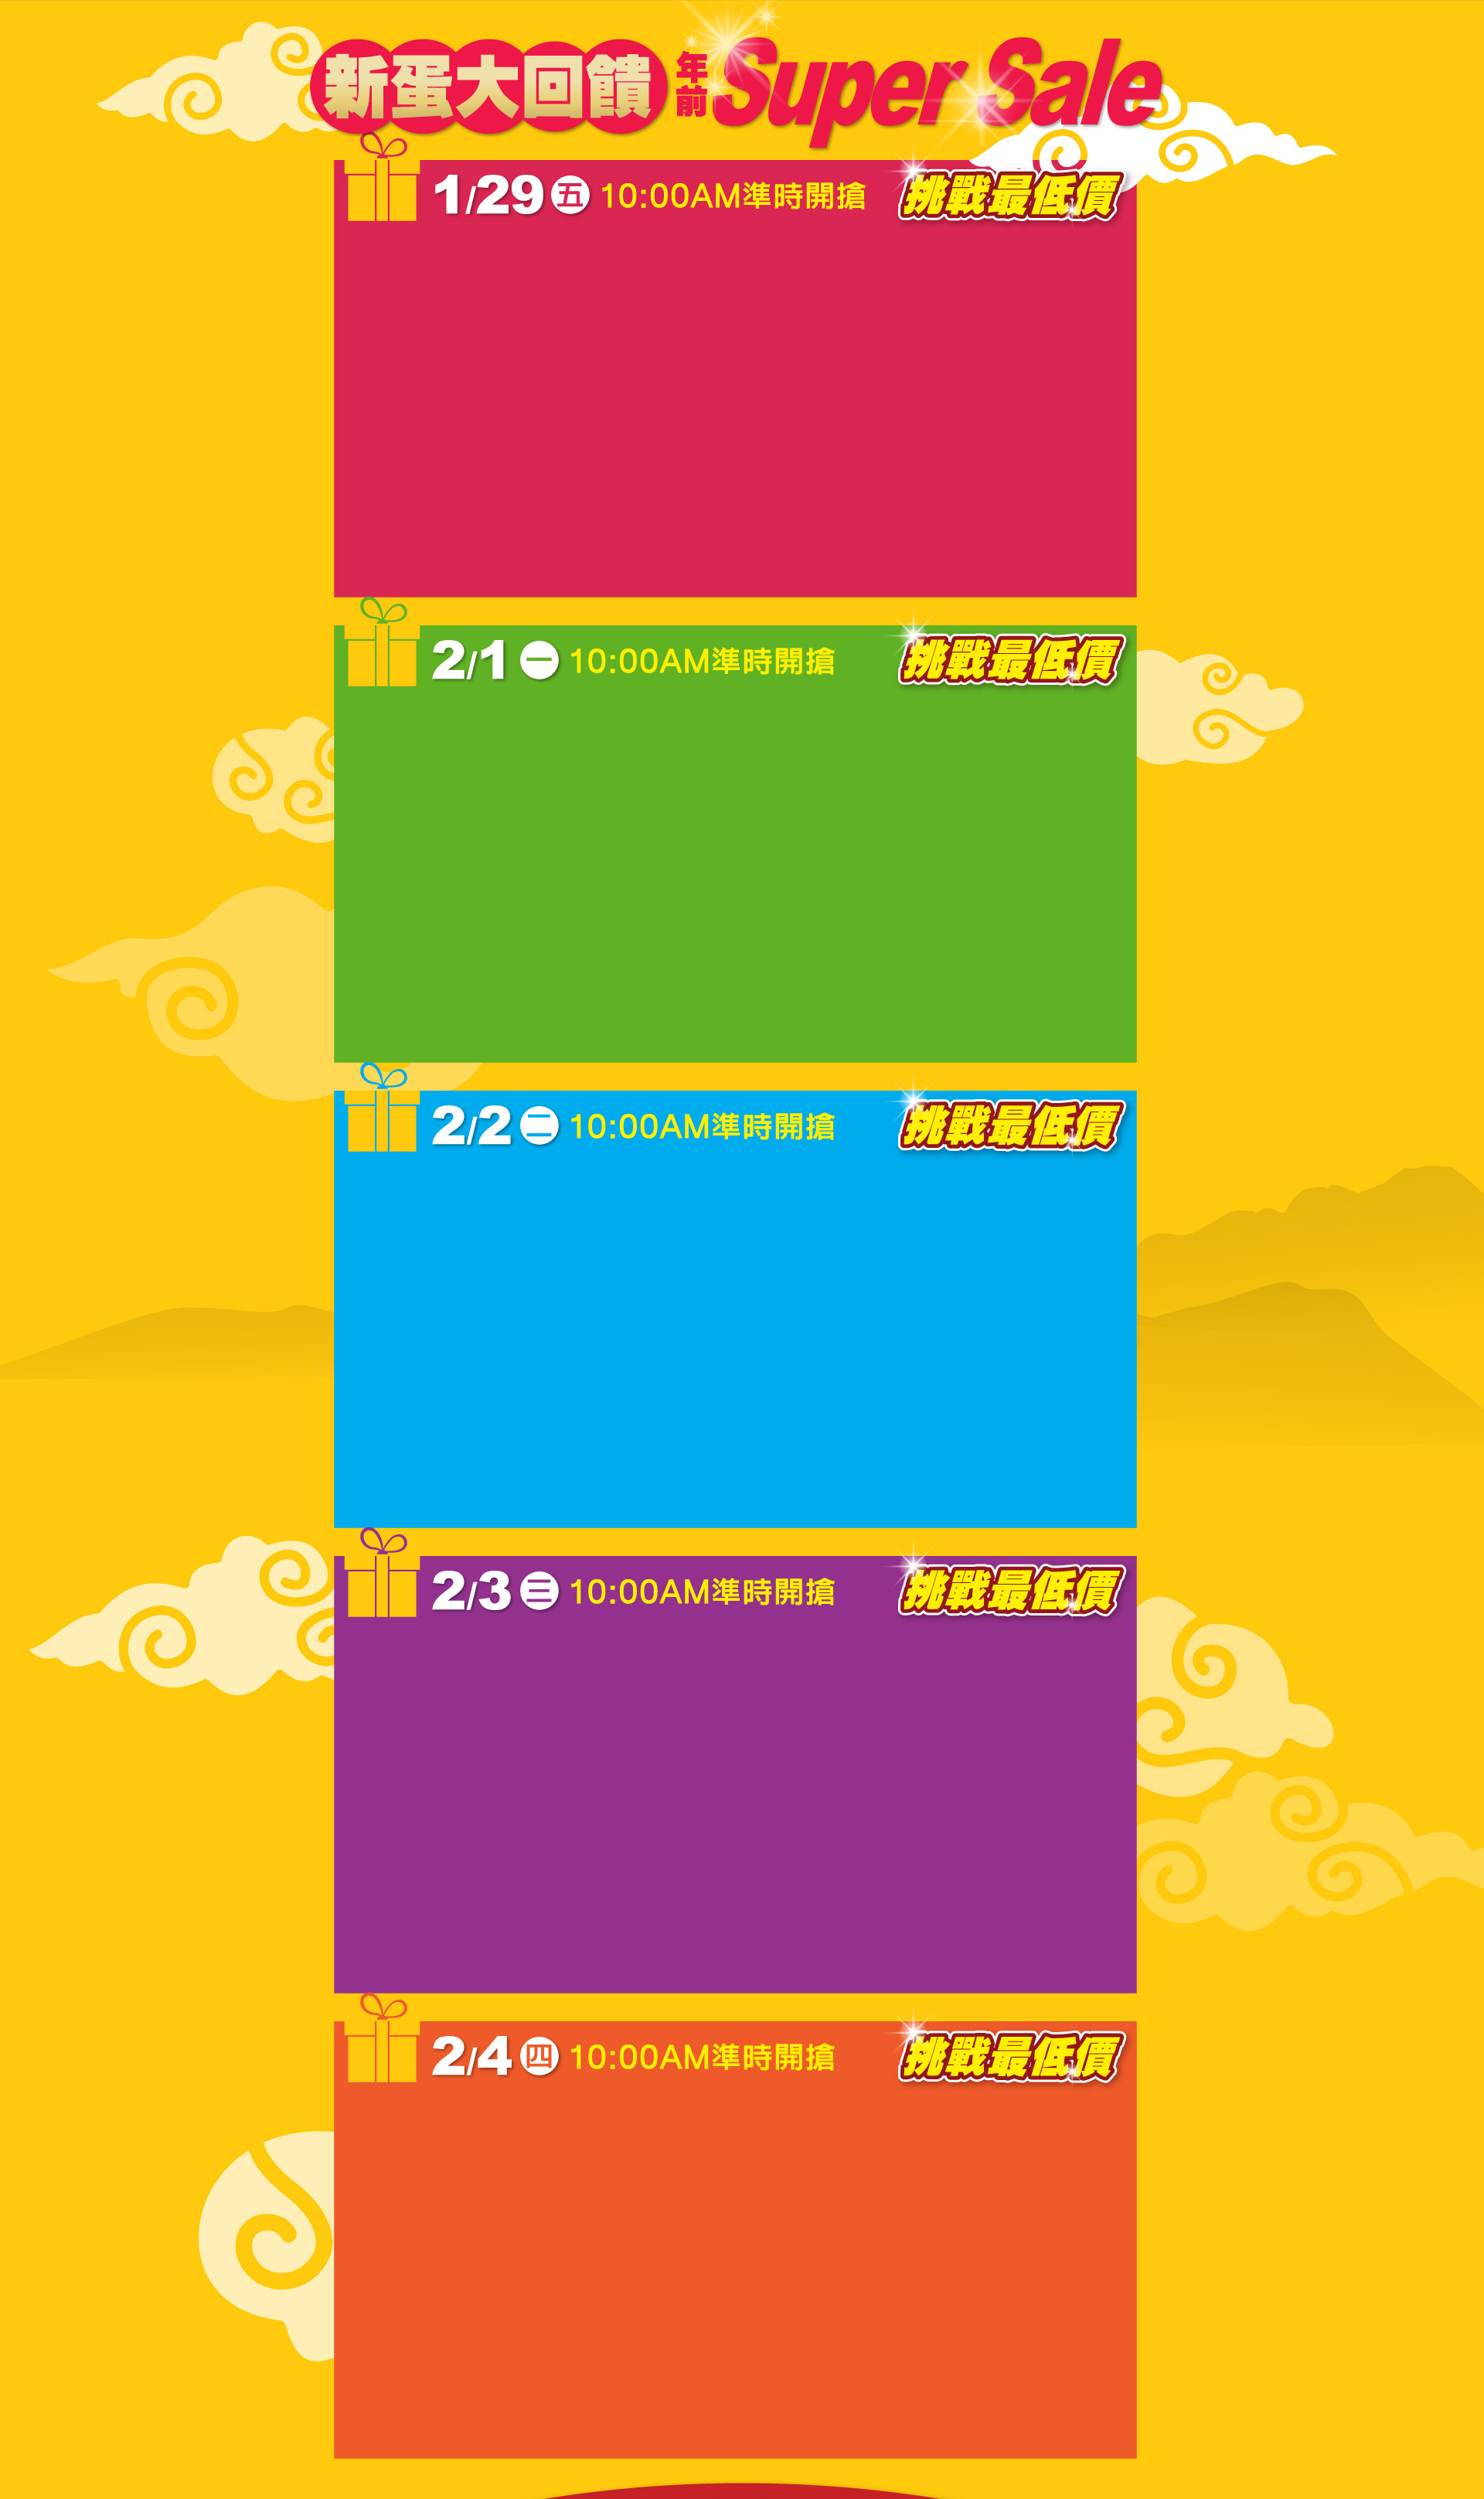 新蛋大回饋 年前 Super Sale
1/29 五 10:00AM準時開搶 挑戰最低價
2/1 一 10:00AM準時開搶 挑戰最低價
2/2 二 10:00AM準時開搶 挑戰最低價
2/3 三 10:00AM準時開搶 挑戰最低價
2/4 四 10:00AM準時開搶 挑戰最低價